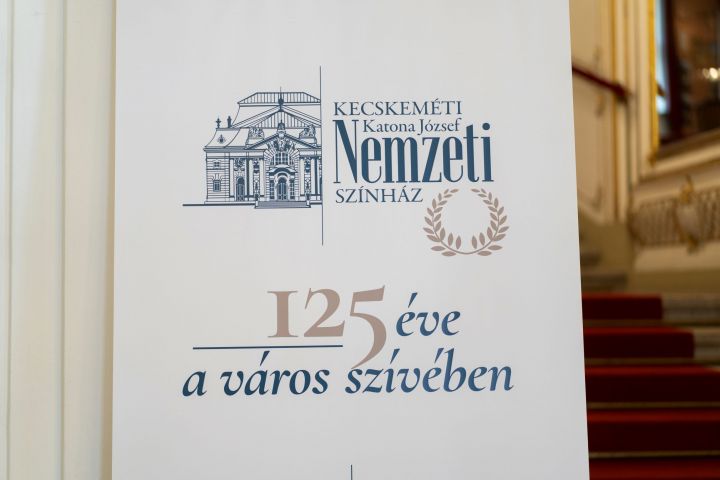 KECSKEMÉTI
Katona József
Nemzeti
SZÍNHÁZ
125 éve
a város szívében